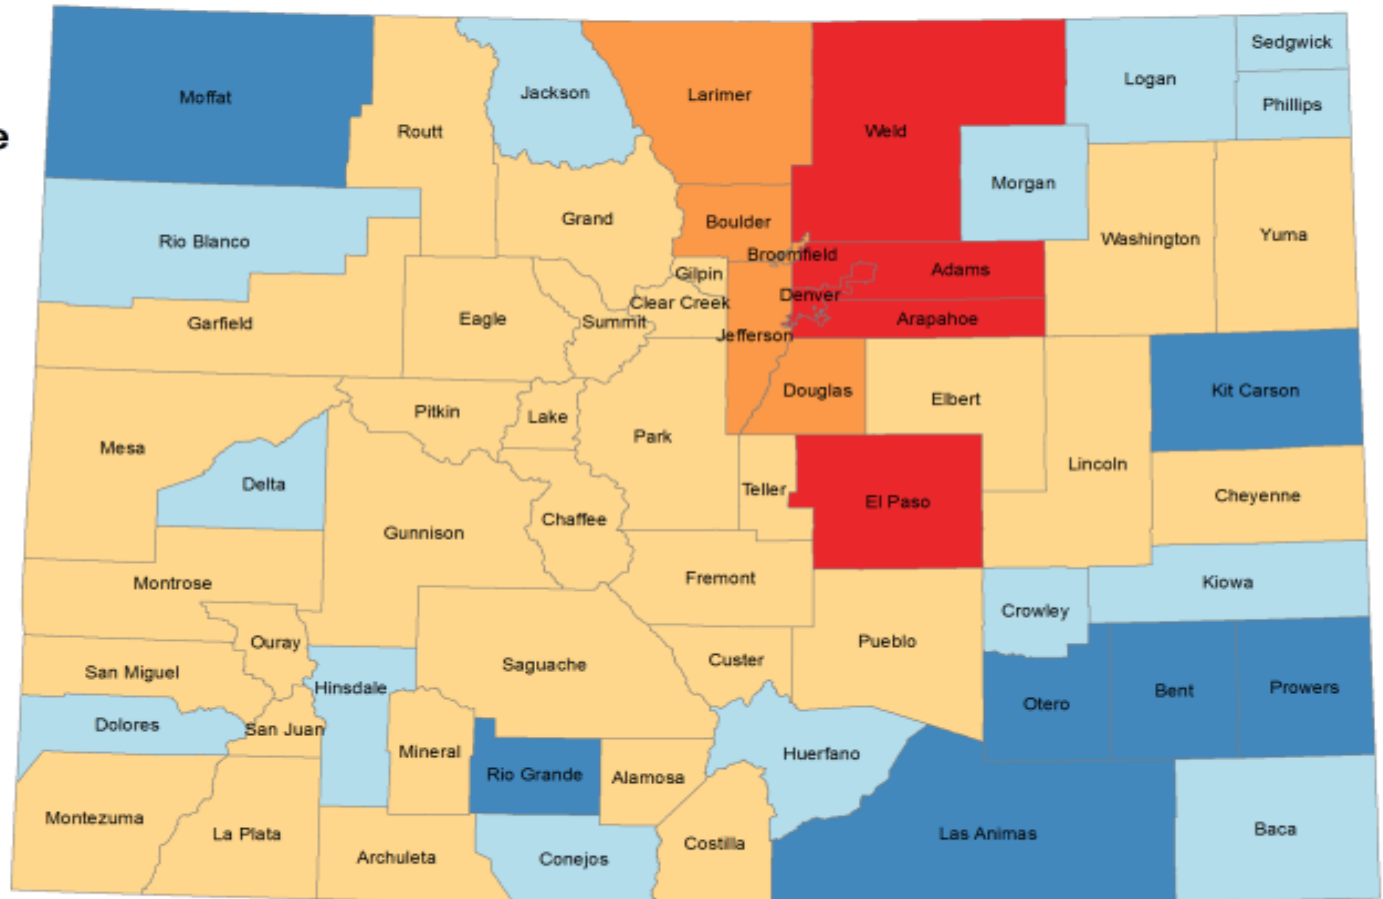 Sedgwick
Logan
Moffat
Jackson
Larimer
Phillips
e
Routt
Weld
Morgan
Grand
Boulder
Yuma
Rio Blanco
Washington
Broomfield
Gilpin
Adams
Denver
Clear Creek
Eagle
Summit
Arapahoe
Garfield
Jefferson
Douglas
Kit Carson
Elbert
Pitkin
Lake
Park
Mesa
Lincoln
Delta
Teller
Cheyenne
El Paso
Chaffee
Gunnison
Fremont
Montrose
Kiowa
Crowley
Ouray
Pueblo
Custer
Saguache
San Miguel
Hinsdale
Prowers
Bent
Otero
Dolores
San Juan
Mineral
Huerfano
Rio Grande
Alamosa
Montezuma
La Plata
Las Animas
Baca
Costilla
Archuleta
Conejos